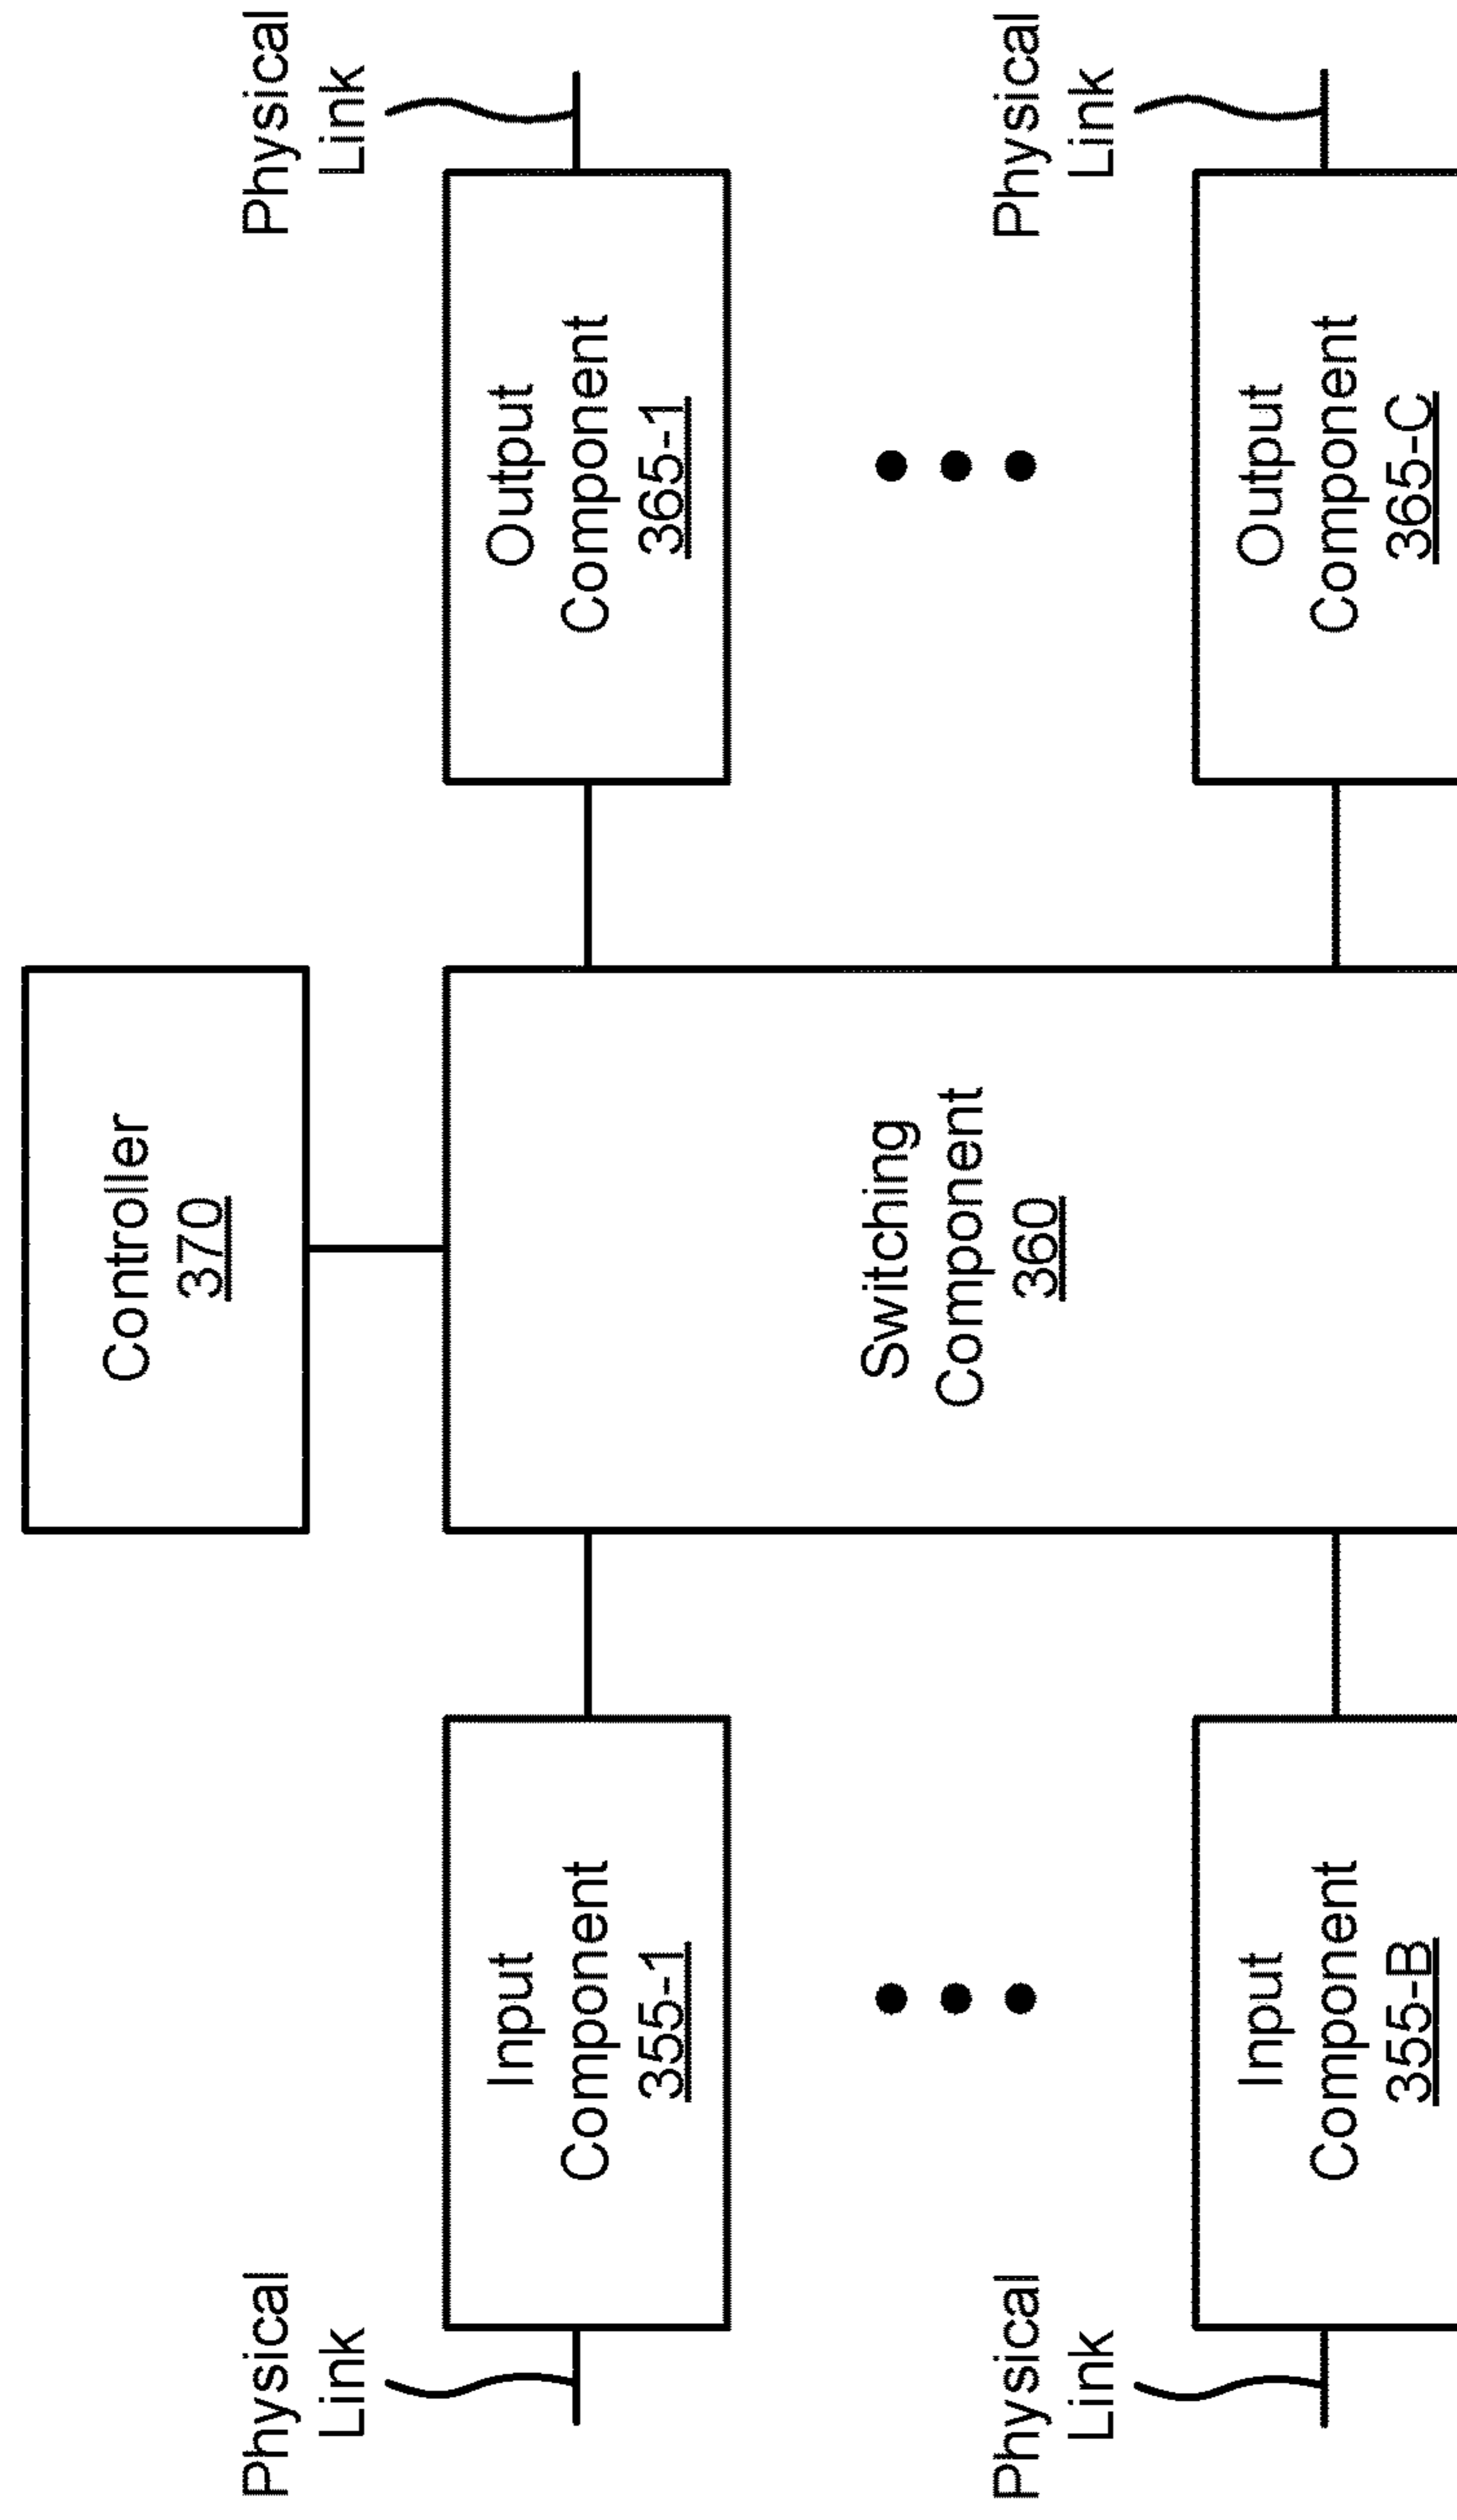 Controller
370
Physical
Link
Input
Component
355-1
Switching
Component
360
Output
Component
365-1
Physical
Link
Physical
Link
Input
Component
355-B
Output
Component
365-C
Physical
Link